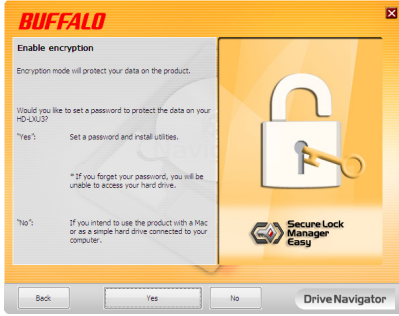 BUFFALO
Enable encryption
Encryption mode will protect your data on the product.
Would you like to set a password to protect the data on your
HD-LXU3?
"Yes": Set a password and install utilities.
* If you forget your password, you will be
unable to access your hard drive.
"No": If you intend to use the product with a Mac
or as a simple hard drive connected to your
computer.
Secure Lock
Manager
Easy
Back Yes No DriveNavigator